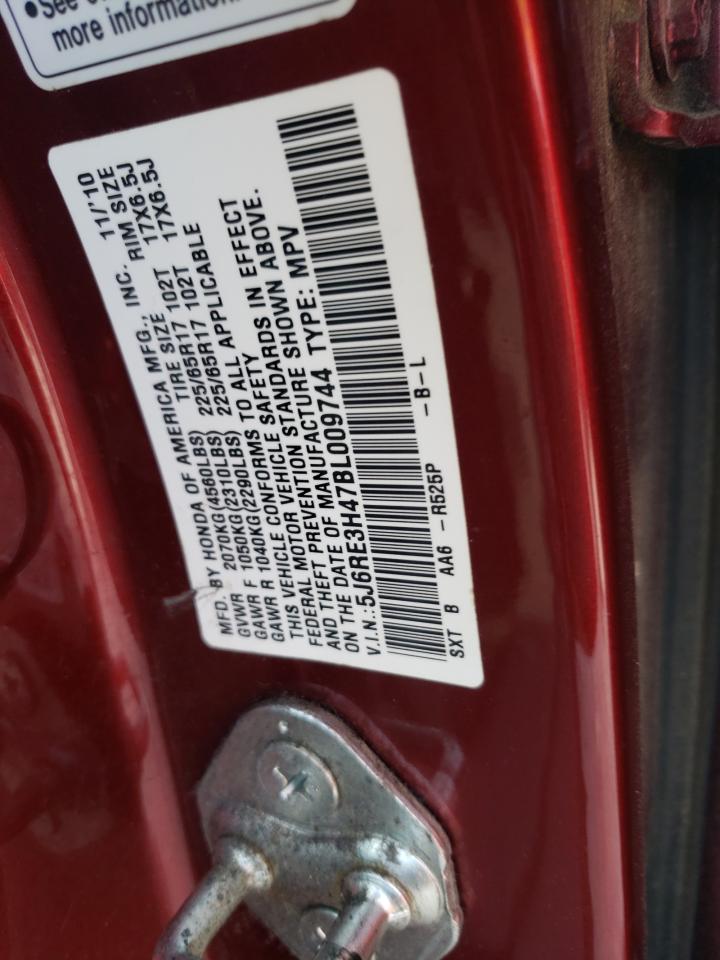 •See
more information.
MFD. BY HONDA OF AMERICA MFG., INC. 11/'10
GVWR 2070KG(4560LBS) TIRE SIZE RIM SIZE
GAWR F 1050KG(2310LBS) 225/65R17 102T 17X6.5J
GAWR R 1040KG(2290LBS) 225/65R17 102T 17X6.5J
THIS VEHICLE CONFORMS TO ALL APPLICABLE
FEDERAL MOTOR VEHICLE SAFETY
AND THEFT PREVENTION STANDARDS IN EFFECT
ON THE DATE OF MANUFACTURE SHOWN ABOVE.
V.I.N.:5J6RE3H47BL009744 TYPE: MPV
SXT B AA6 -R525P -B-L